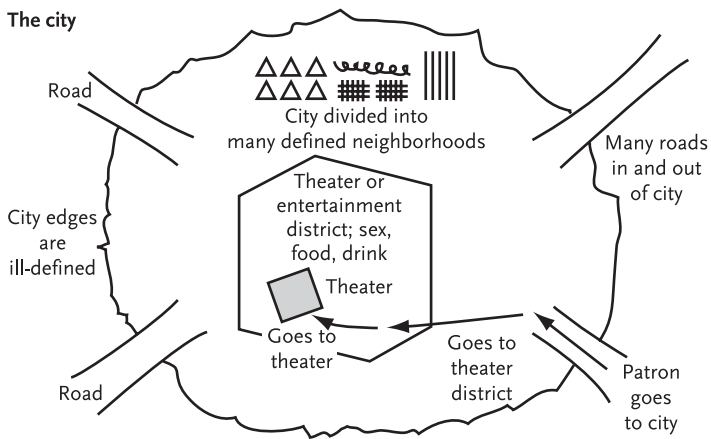 The city
Road
City divided into
many defined neighborhoods
Many roads
in and out
of city
Theater or
entertainment
district; sex,
food, drink
City edges
are
ill-defined
Theater
Goes to
theater
Goes to
theater
district
Road
Patron
goes
to city